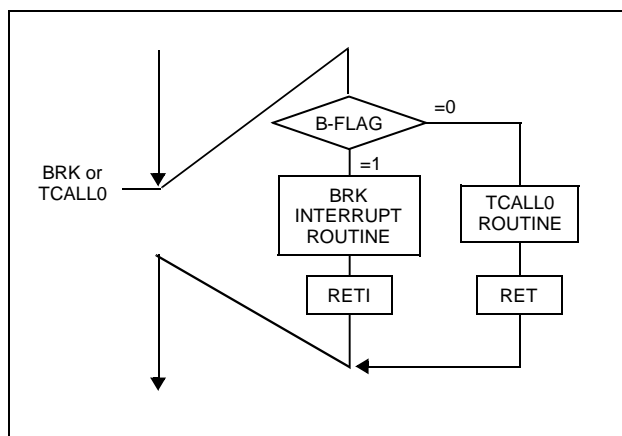 =0
B-FLAG
=1
BRK or
TCALL0
BRK
INTERRUPT
ROUTINE
TCALL0
ROUTINE
RETI
RET